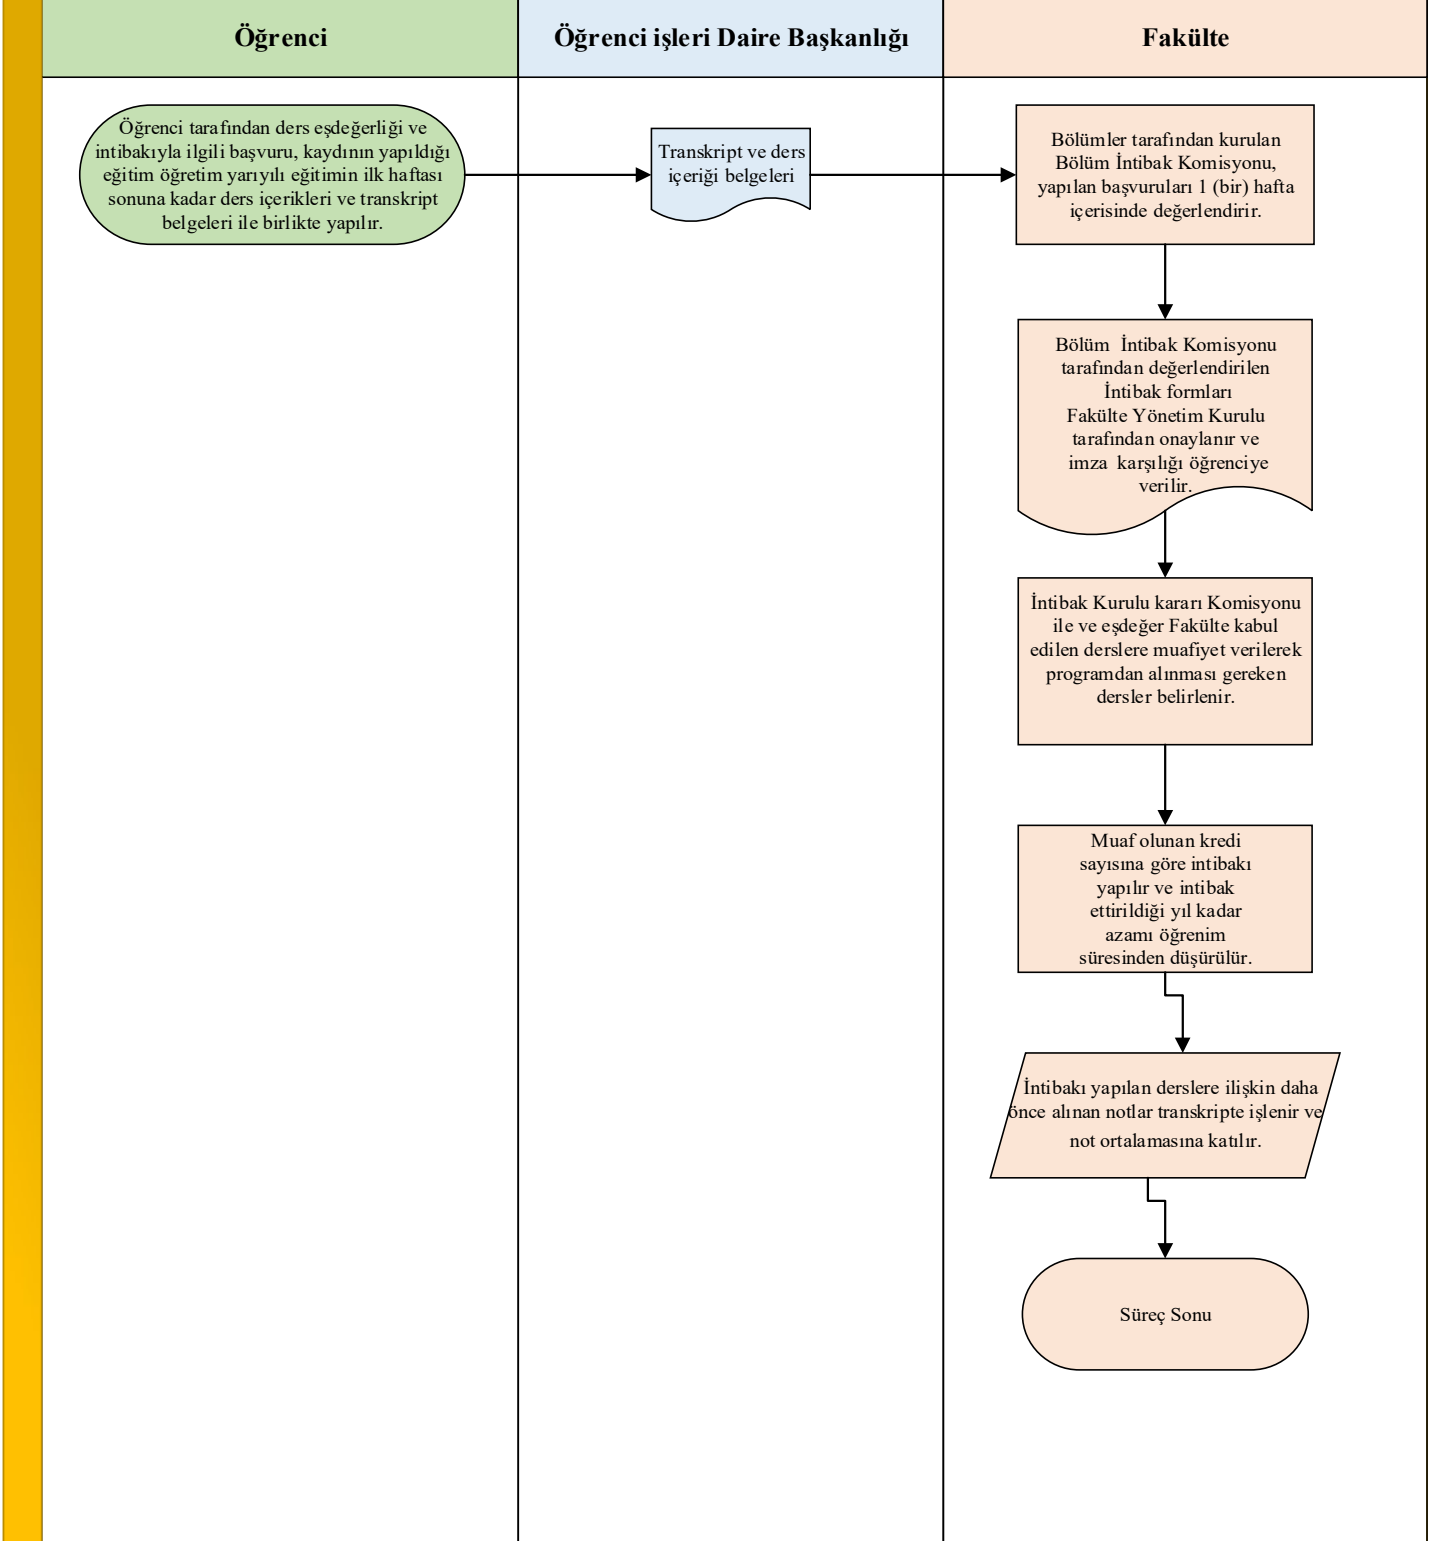 Öğrenci
Öğrenci işleri Daire Başkanlığı
Fakülte
Öğrenci tarafından ders eşdeğerliği ve
intibakıyla ilgili başvuru, kaydının yapıldığı
eğitim öğretim yarıyılı eğitimin ilk haftası
sonuna kadar ders içerikleri ve transkript
belgeleri ile birlikte yapılır.
Transkript ve ders
içeriği belgeleri
Bölümler tarafından kurulan
Bölüm İntibak Komisyonu,
yapılan başvuruları 1 (bir) hafta
içerisinde değerlendirir.
Bölüm İntibak Komisyonu
tarafından değerlendirilen
İntibak formları
Fakülte Yönetim Kurulu
tarafından onaylanır ve
imza karşılığı öğrenciye
verilir.
İntibak Kurulu kararı Komisyonu
ile ve eşdeğer Fakülte kabul
edilen derslere muafiyet verilerek
programdan alınması gereken
dersler belirlenir.
Muaf olunan kredi
sayısına göre intibakı
yapılır ve intibak
ettirildiği yıl kadar
azamı öğrenim
süresinden düşürülür.
İntibakı yapılan derslere ilişkin daha
önce alınan notlar transkripte işlenir ve
not ortalamasına katılır.
Süreç Sonu